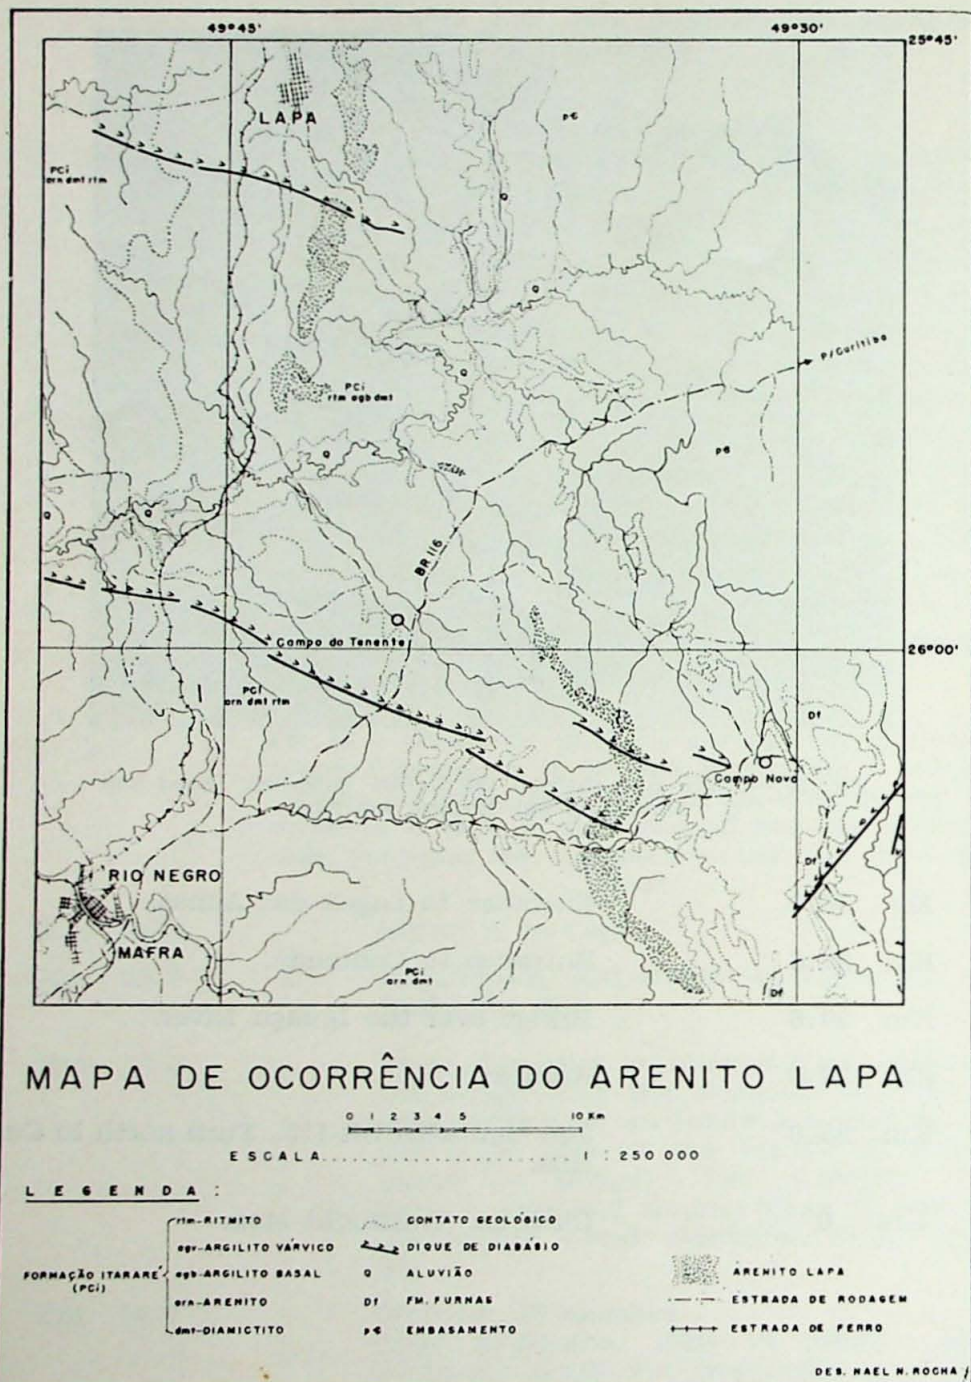 49°45'
49°30'
25°45'
LAPA
p€
PCi
arn dmt rtm
Q
Q
P/Curitiba
PCi
rtm agb dmt
Q
p€
Q
Q
Q
BR 116
Campo do Tenente
26°00'
PCi
arn dmt rtm
Df
Campo Novo
Df
RIO NEGRO
MAFRA
PCi
arn dmt
Df
MAPA DE OCORRÊNCIA DO ARENITO LAPA
0 1 2 3 4 5 10 Km
ESCALA........................ 1 : 250 000
LEGENDA :
FORMAÇÃO ITARARÉ
(PCi)
rtm-RITMITO
agv-ARGILITO VÁRVICO
agb-ARGILITO BASAL
arn-ARENITO
dmt-DIAMICTITO
CONTATO GEOLÓGICO
DIQUE DE DIABÁSIO
Q ALUVIÃO
Df FM. FURNAS
p€ EMBASAMENTO
ARENITO LAPA
ESTRADA DE RODAGEM
ESTRADA DE FERRO
DES. NAEL N. ROCHA